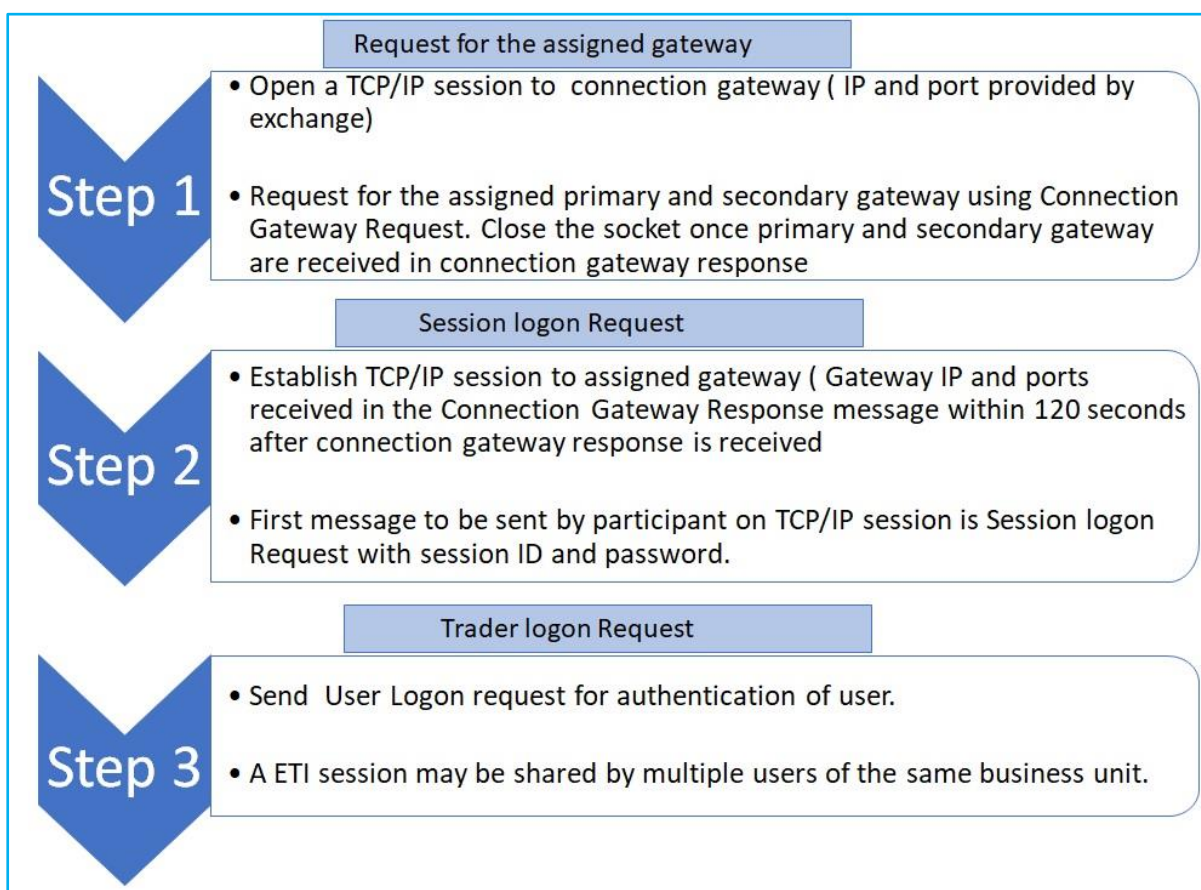 Request for the assigned gateway
Step 1
• Open a TCP/IP session to connection gateway ( IP and port provided by
exchange)
• Request for the assigned primary and secondary gateway using Connection
Gateway Request. Close the socket once primary and secondary gateway
are received in connection gateway response
Session logon Request
Step 2
• Establish TCP/IP session to assigned gateway ( Gateway IP and ports
received in the Connection Gateway Response message within 120 seconds
after connection gateway response is received
• First message to be sent by participant on TCP/IP session is Session logon
Request with session ID and password.
Trader logon Request
Step 3
• Send User Logon request for authentication of user.
• A ETI session may be shared by multiple users of the same business unit.